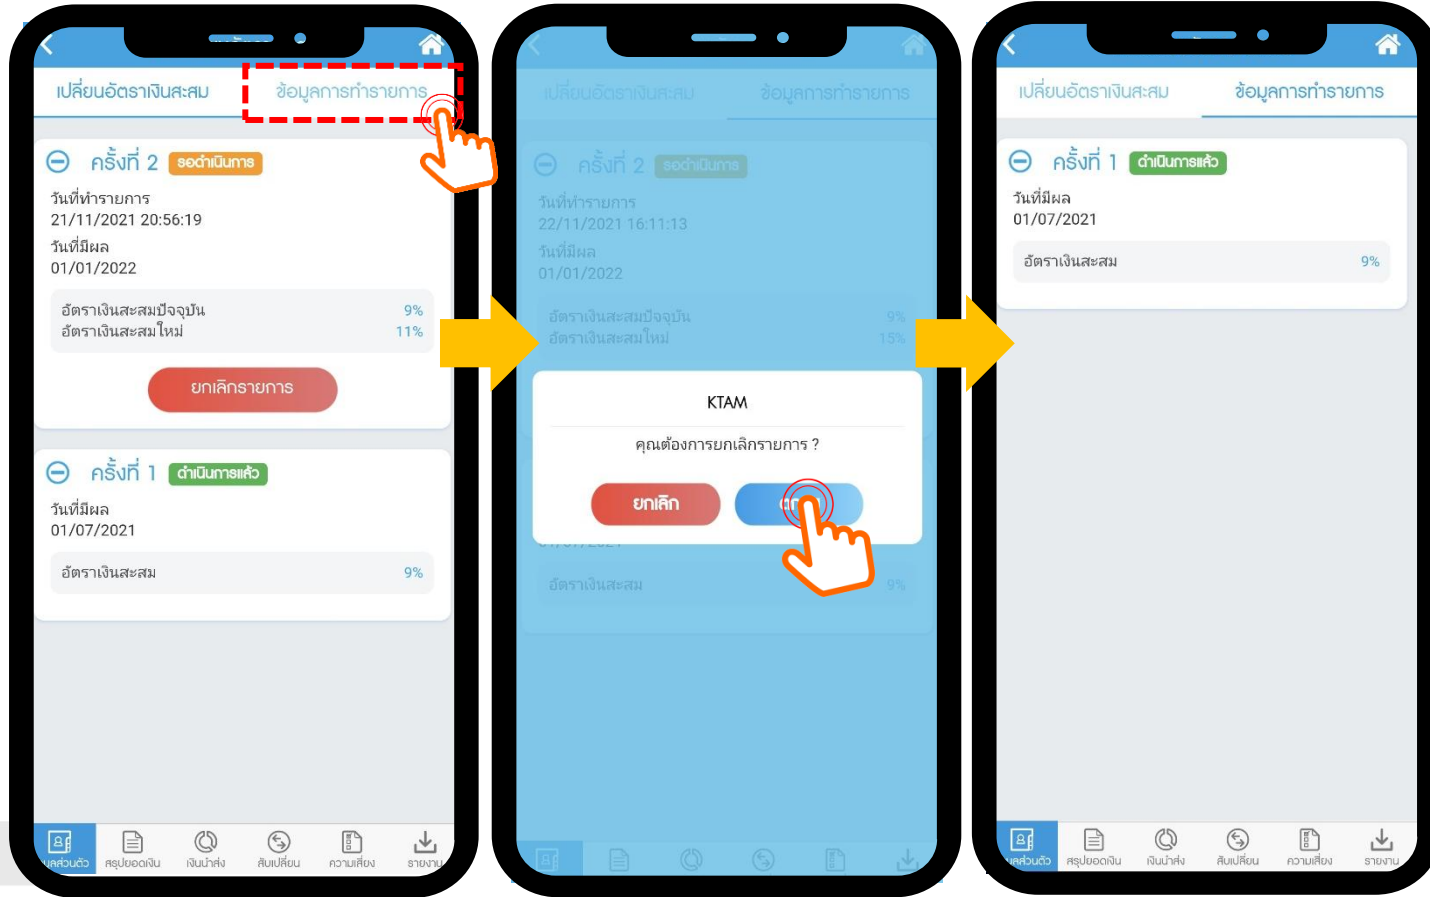 เปลี่ยนอัตราเงินสะสม
ข้อมูลการทำรายการ
ครั้งที่ 2 รอดำเนินการ
วันที่ทำรายการ
21/11/2021 20:56:19
วันที่มีผล
01/01/2022
อัตราเงินสะสมปัจจุบัน 9%
อัตราเงินสะสมใหม่ 11%
ยกเลิกรายการ
ครั้งที่ 1 ดำเนินการแล้ว
วันที่มีผล
01/07/2021
อัตราเงินสะสม 9%
สรุปยอดเงิน
เงินนำส่ง
สับเปลี่ยน
ความเสี่ยง
รายงาน
เปลี่ยนอัตราเงินสะสม
ข้อมูลการทำรายการ
ครั้งที่ 2 รอดำเนินการ
วันที่ทำรายการ
22/11/2021 16:11:13
วันที่มีผล
01/01/2022
อัตราเงินสะสมปัจจุบัน 9%
อัตราเงินสะสมใหม่ 15%
KTAM
คุณต้องการยกเลิกรายการ ?
ยกเลิก
อัตราเงินสะสม 9%
เปลี่ยนอัตราเงินสะสม
ข้อมูลการทำรายการ
ครั้งที่ 1 ดำเนินการแล้ว
วันที่มีผล
01/07/2021
อัตราเงินสะสม 9%
สรุปยอดเงิน
เงินนำส่ง
สับเปลี่ยน
ความเสี่ยง
รายงาน